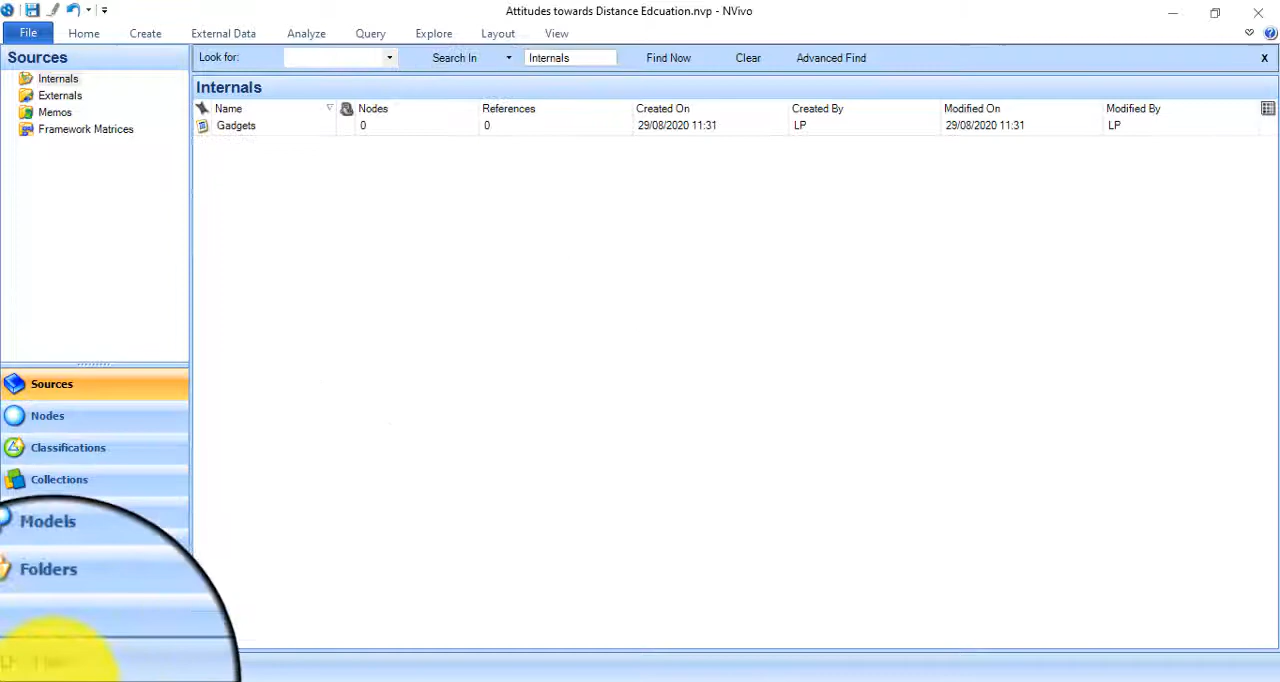 Attitudes towards Distance Edcuation.nvp - NVivo
File Home Create External Data Analyze Query Explore Layout View
Sources Look for: Search In Internals Find Now Clear Advanced Find x
Internals
Externals
Memos
Framework Matrices
Internals
Name Nodes References Created On Created By Modified On Modified By
Gadgets 0 0 29/08/2020 11:31 LP 29/08/2020 11:31 LP
Sources
Nodes
Classifications
Collections
Models
Folders